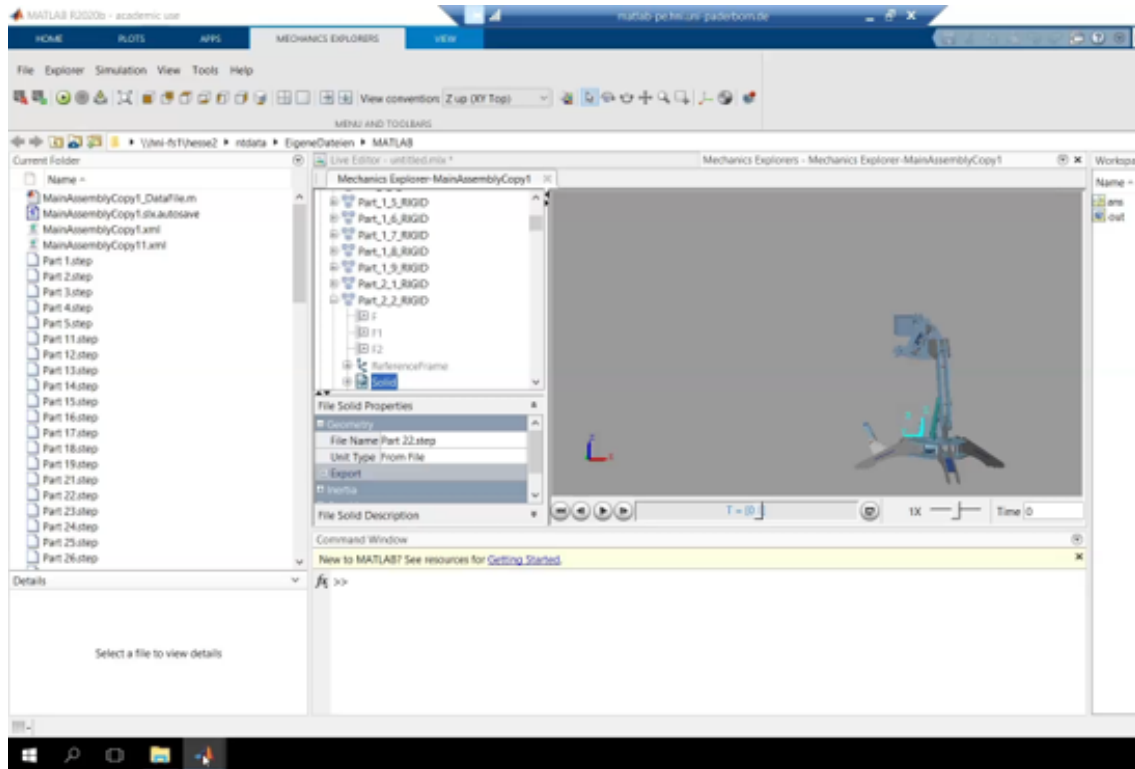 MATLAB R2020b - academic use
matlab-pe.hni.uni-paderborn.de
HOME PLOTS APPS MECHANICS EXPLORERS VIEW
File Explorer Simulation View Tools Help
View convention: Z up (XY Top)
MENU AND TOOLBARS
\\hni-fs1\hesse2 ntdata EigeneDateien MATLAB
Current Folder
Live Editor - untitled.mlx *
Mechanics Explorers - Mechanics Explorer-MainAssemblyCopy1
Workspa
Name
Mechanics Explorer-MainAssemblyCopy1
Name
MainAssemblyCopy1_DataFile.m
MainAssemblyCopy1.slx.autosave
MainAssemblyCopy1.xml
MainAssemblyCopy11.xml
Part 1.step
Part 2.step
Part 3.step
Part 4.step
Part 5.step
Part 11.step
Part 12.step
Part 13.step
Part 14.step
Part 15.step
Part 16.step
Part 17.step
Part 18.step
Part 19.step
Part 21.step
Part 22.step
Part 23.step
Part 24.step
Part 25.step
Part 26.step
Part_1_5_RIGID
Part_1_6_RIGID
Part_1_7_RIGID
Part_1_8_RIGID
Part_1_9_RIGID
Part_2_1_RIGID
Part_2_2_RIGID
F
F1
F2
ReferenceFrame
Solid
File Solid Properties
Geometry
File Name Part 22.step
Unit Type From File
Export
Inertia
File Solid Description
1X
Time 0
ans
out
Command Window
New to MATLAB? See resources for Getting Started.
fx >>
Details
Select a file to view details